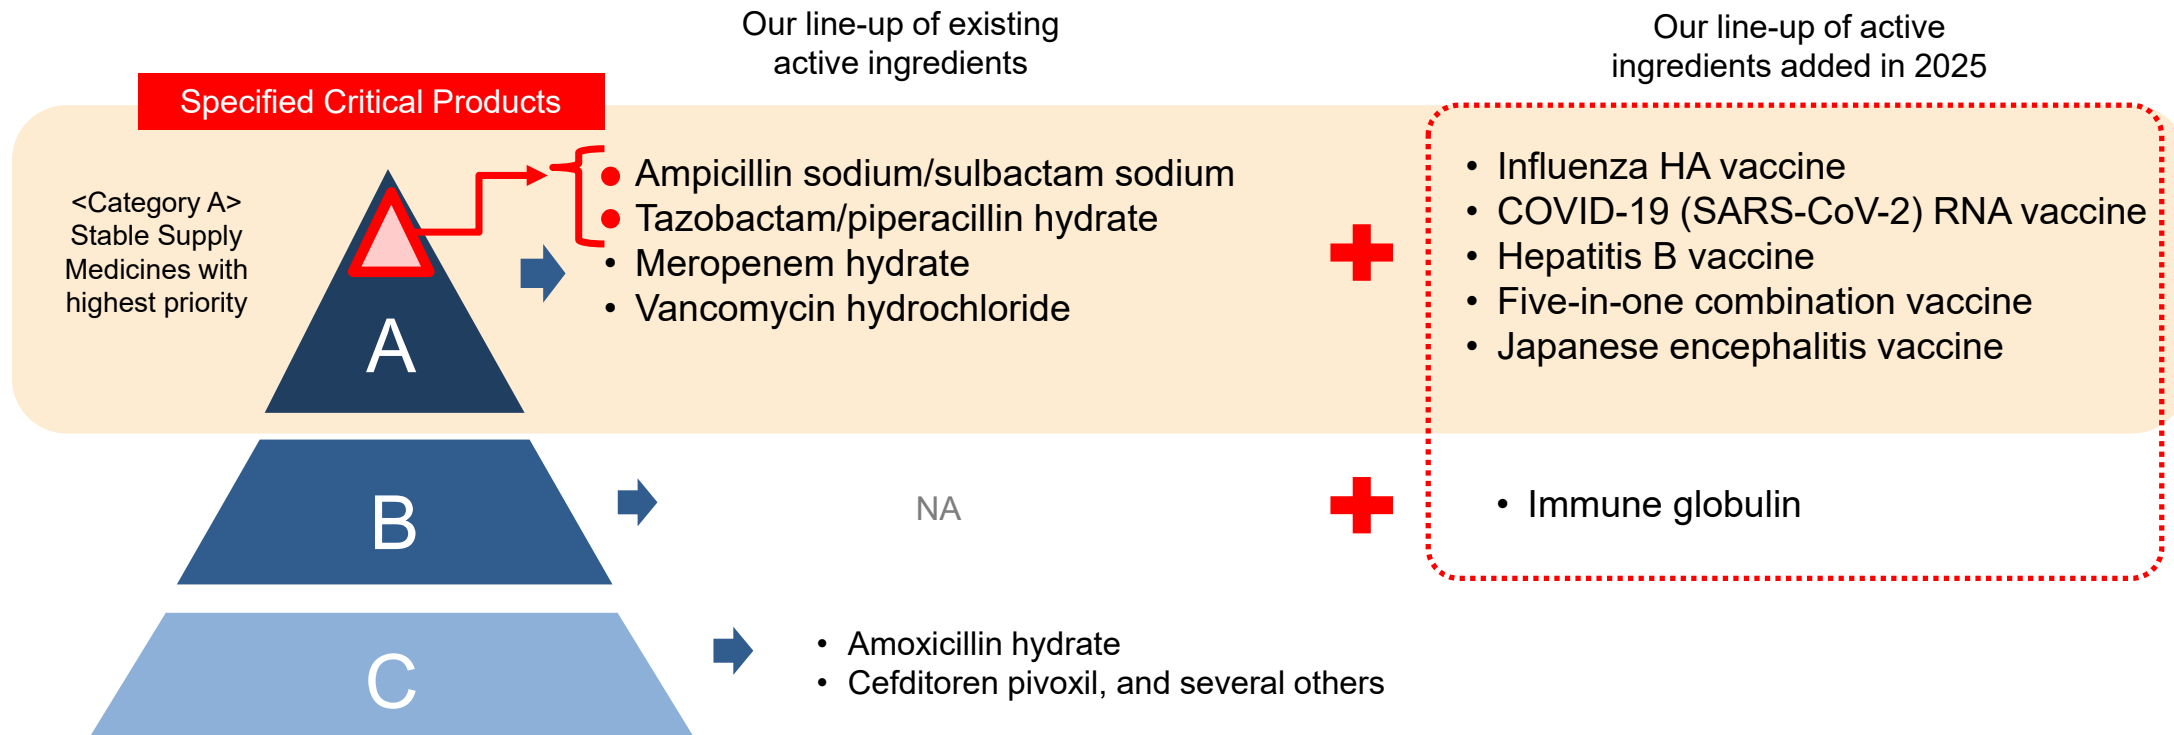 Our line-up of existing
active ingredients
Our line-up of active
ingredients added in 2025
Specified Critical Products
<Category A>
Stable Supply
Medicines with
highest priority
A
• Ampicillin sodium/sulbactam sodium
• Tazobactam/piperacillin hydrate
• Meropenem hydrate
• Vancomycin hydrochloride
• Influenza HA vaccine
• COVID-19 (SARS-CoV-2) RNA vaccine
• Hepatitis B vaccine
• Five-in-one combination vaccine
• Japanese encephalitis vaccine
B
NA
• Immune globulin
C
• Amoxicillin hydrate
• Cefditoren pivoxil, and several others